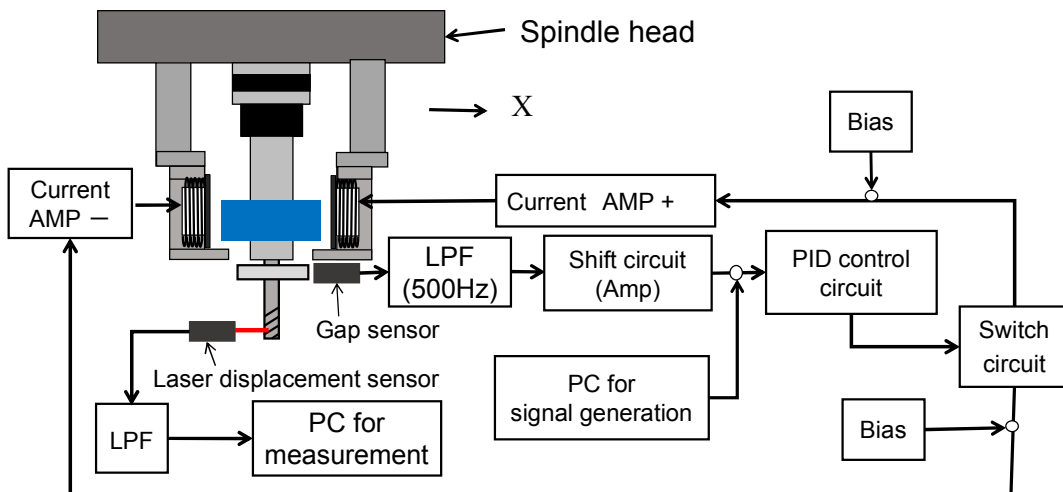 Spindle head
X
Bias
Current
AMP －
Current AMP +
LPF
(500Hz)
Shift circuit
(Amp)
PID control
circuit
Gap sensor
Switch
circuit
Laser displacement sensor
PC for
signal generation
LPF
PC for
measurement
Bias